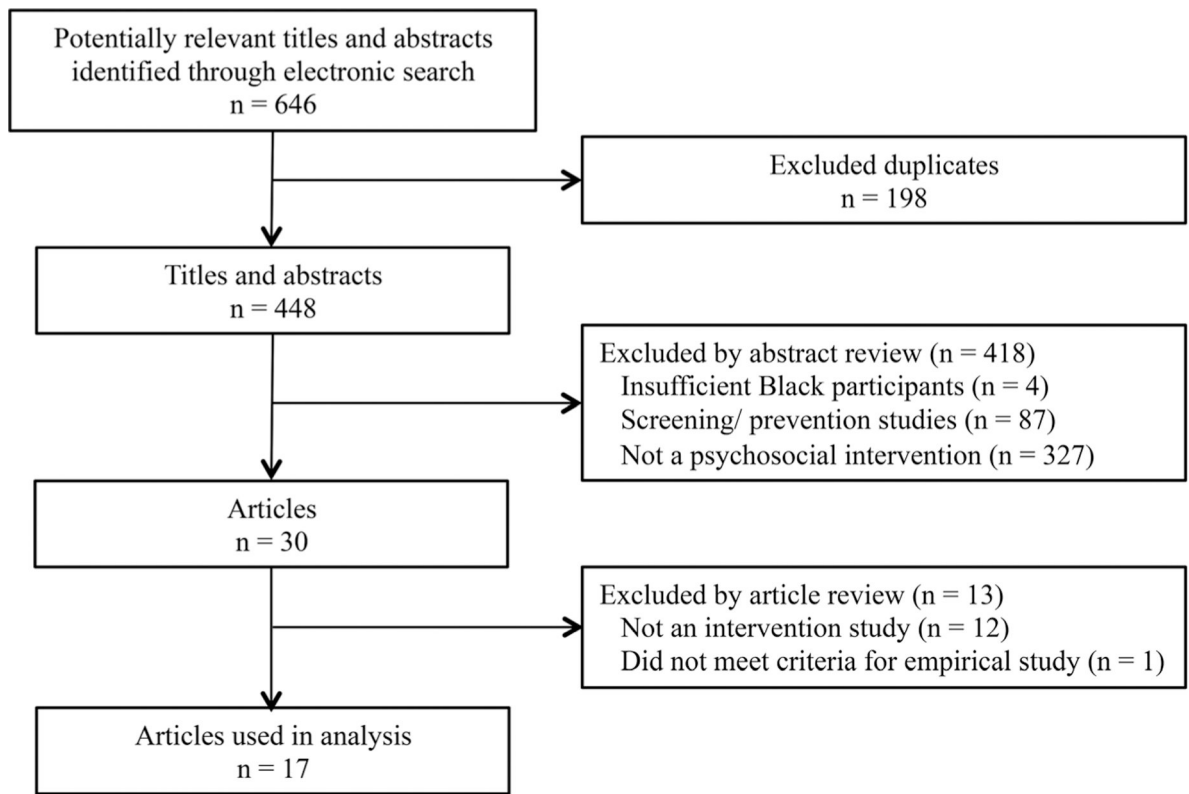 Potentially relevant titles and abstracts
identified through electronic search
n = 646
Excluded duplicates
n = 198
Titles and abstracts
n = 448
Excluded by abstract review (n = 418)
Insufficient Black participants (n = 4)
Screening/ prevention studies (n = 87)
Not a psychosocial intervention (n = 327)
Articles
n = 30
Excluded by article review (n = 13)
Not an intervention study (n = 12)
Did not meet criteria for empirical study (n = 1)
Articles used in analysis
n = 17